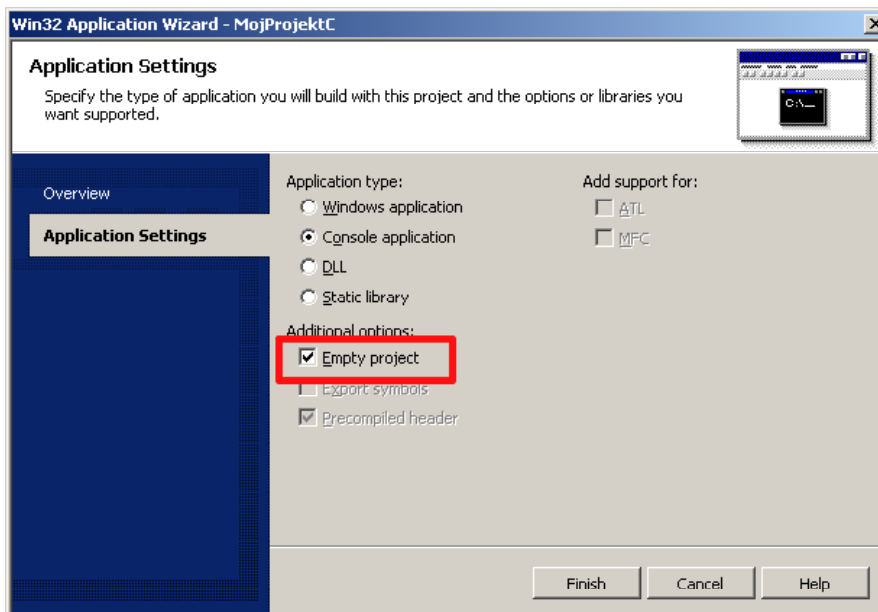 Win32 Application Wizard - MojProjektC
Application Settings
Specify the type of application you will build with this project and the options or libraries you
want supported.
C:\_
Overview
Application Settings
Application type:
Windows application
Console application
DLL
Static library
Additional options:
Empty project
Export symbols
Precompiled header
Add support for:
ATL
MFC
Finish
Cancel
Help